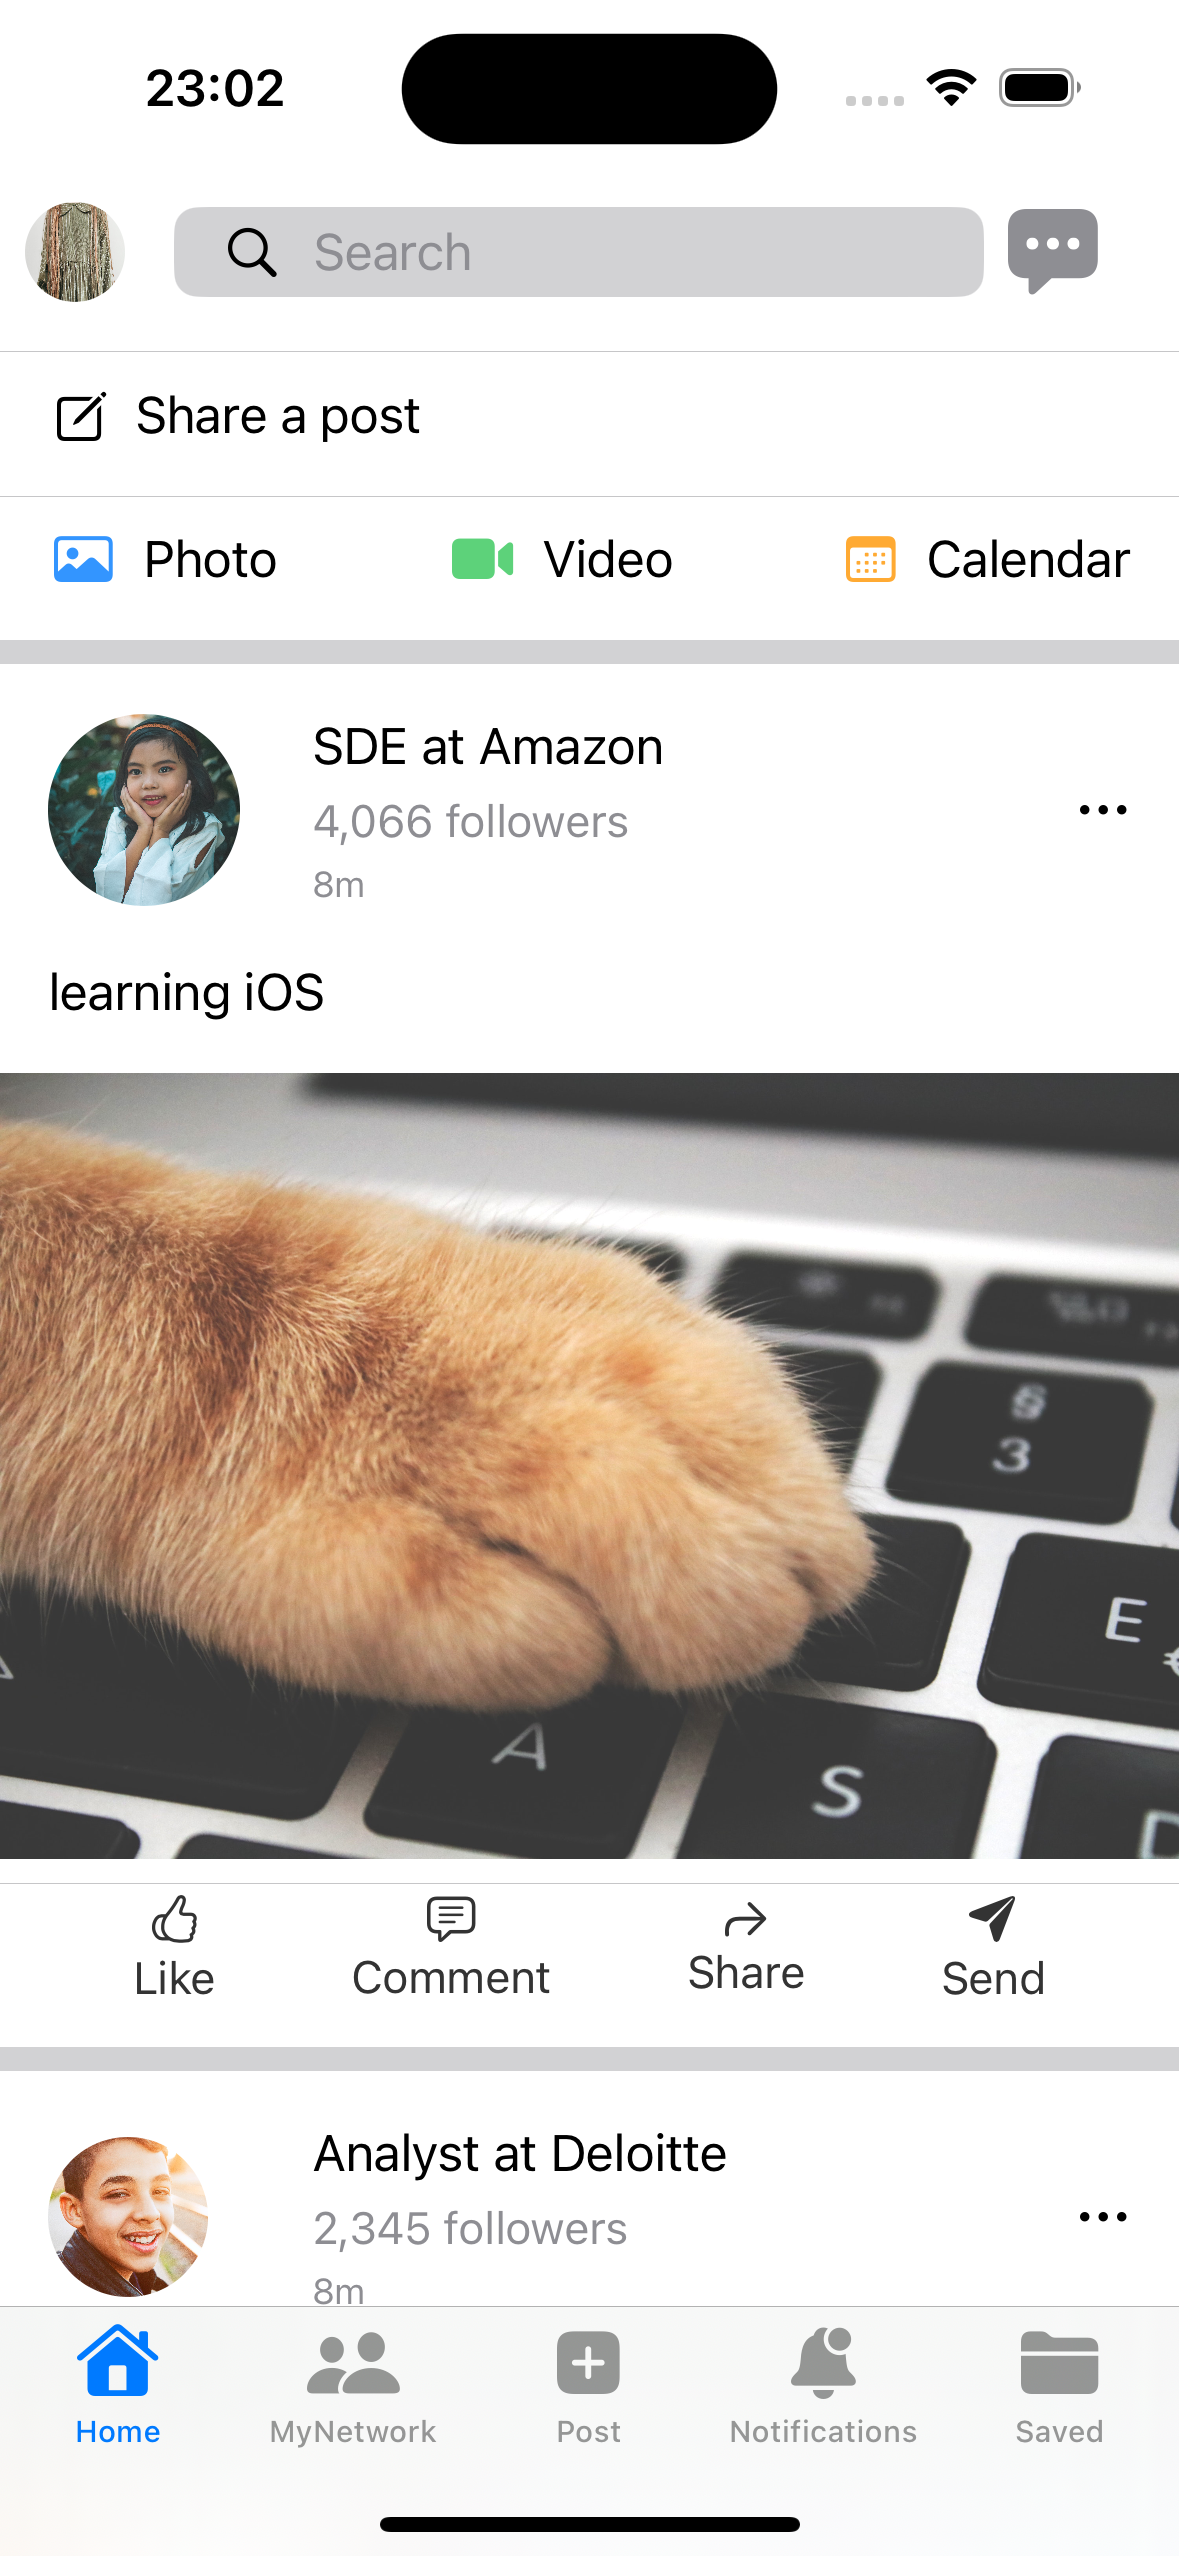 23:02
Search
Share a post
Photo Video Calendar
SDE at Amazon
4,066 followers
8m
learning iOS
3
E
A
S
D
Like Comment Share Send
Analyst at Deloitte
2,345 followers
8m
Home MyNetwork Post Notifications Saved